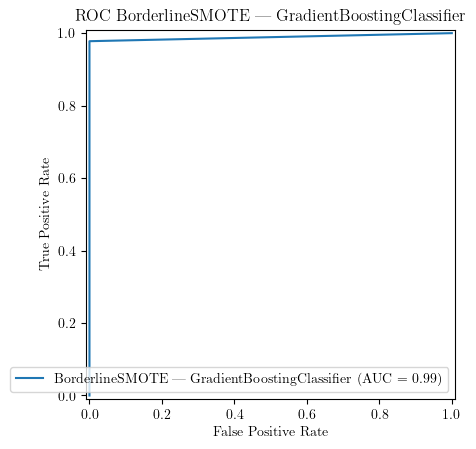 ROC BorderlineSMOTE — GradientBoostingClassifier
1.0
0.8
0.6
0.4
0.2
0.0
True Positive Rate
BorderlineSMOTE — GradientBoostingClassifier (AUC = 0.99)
0.0 0.2 0.4 0.6 0.8 1.0
False Positive Rate